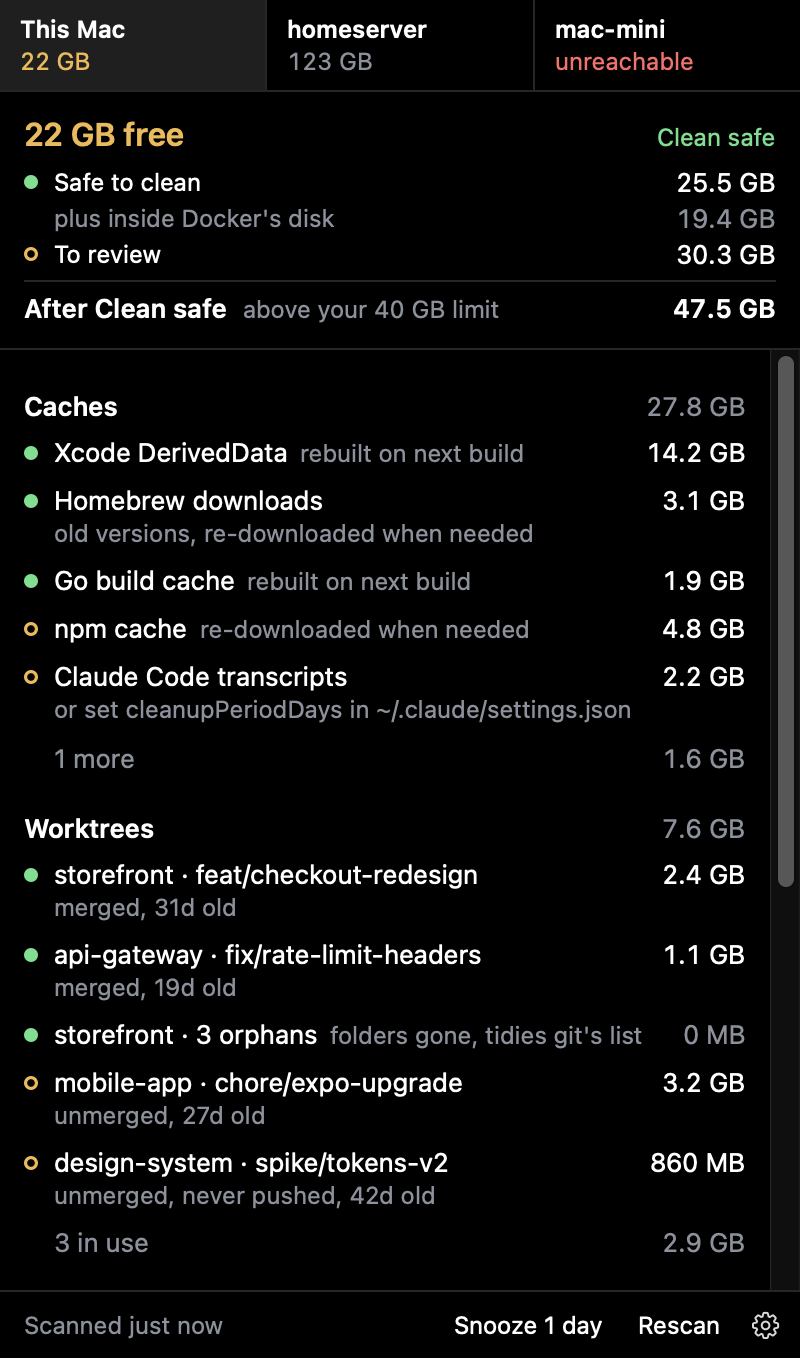 This Mac
22 GB
homeserver
123 GB
mac-mini
unreachable
22 GB free Clean safe
Safe to clean 25.5 GB
plus inside Docker's disk 19.4 GB
To review 30.3 GB
After Clean safe above your 40 GB limit 47.5 GB
Caches 27.8 GB
Xcode DerivedData rebuilt on next build 14.2 GB
Homebrew downloads 3.1 GB
old versions, re-downloaded when needed
Go build cache rebuilt on next build 1.9 GB
npm cache re-downloaded when needed 4.8 GB
Claude Code transcripts 2.2 GB
or set cleanupPeriodDays in ~/.claude/settings.json
1 more 1.6 GB
Worktrees 7.6 GB
storefront · feat/checkout-redesign 2.4 GB
merged, 31d old
api-gateway · fix/rate-limit-headers 1.1 GB
merged, 19d old
storefront · 3 orphans folders gone, tidies git's list 0 MB
mobile-app · chore/expo-upgrade 3.2 GB
unmerged, 27d old
design-system · spike/tokens-v2 860 MB
unmerged, never pushed, 42d old
3 in use 2.9 GB
Scanned just now Snooze 1 day Rescan